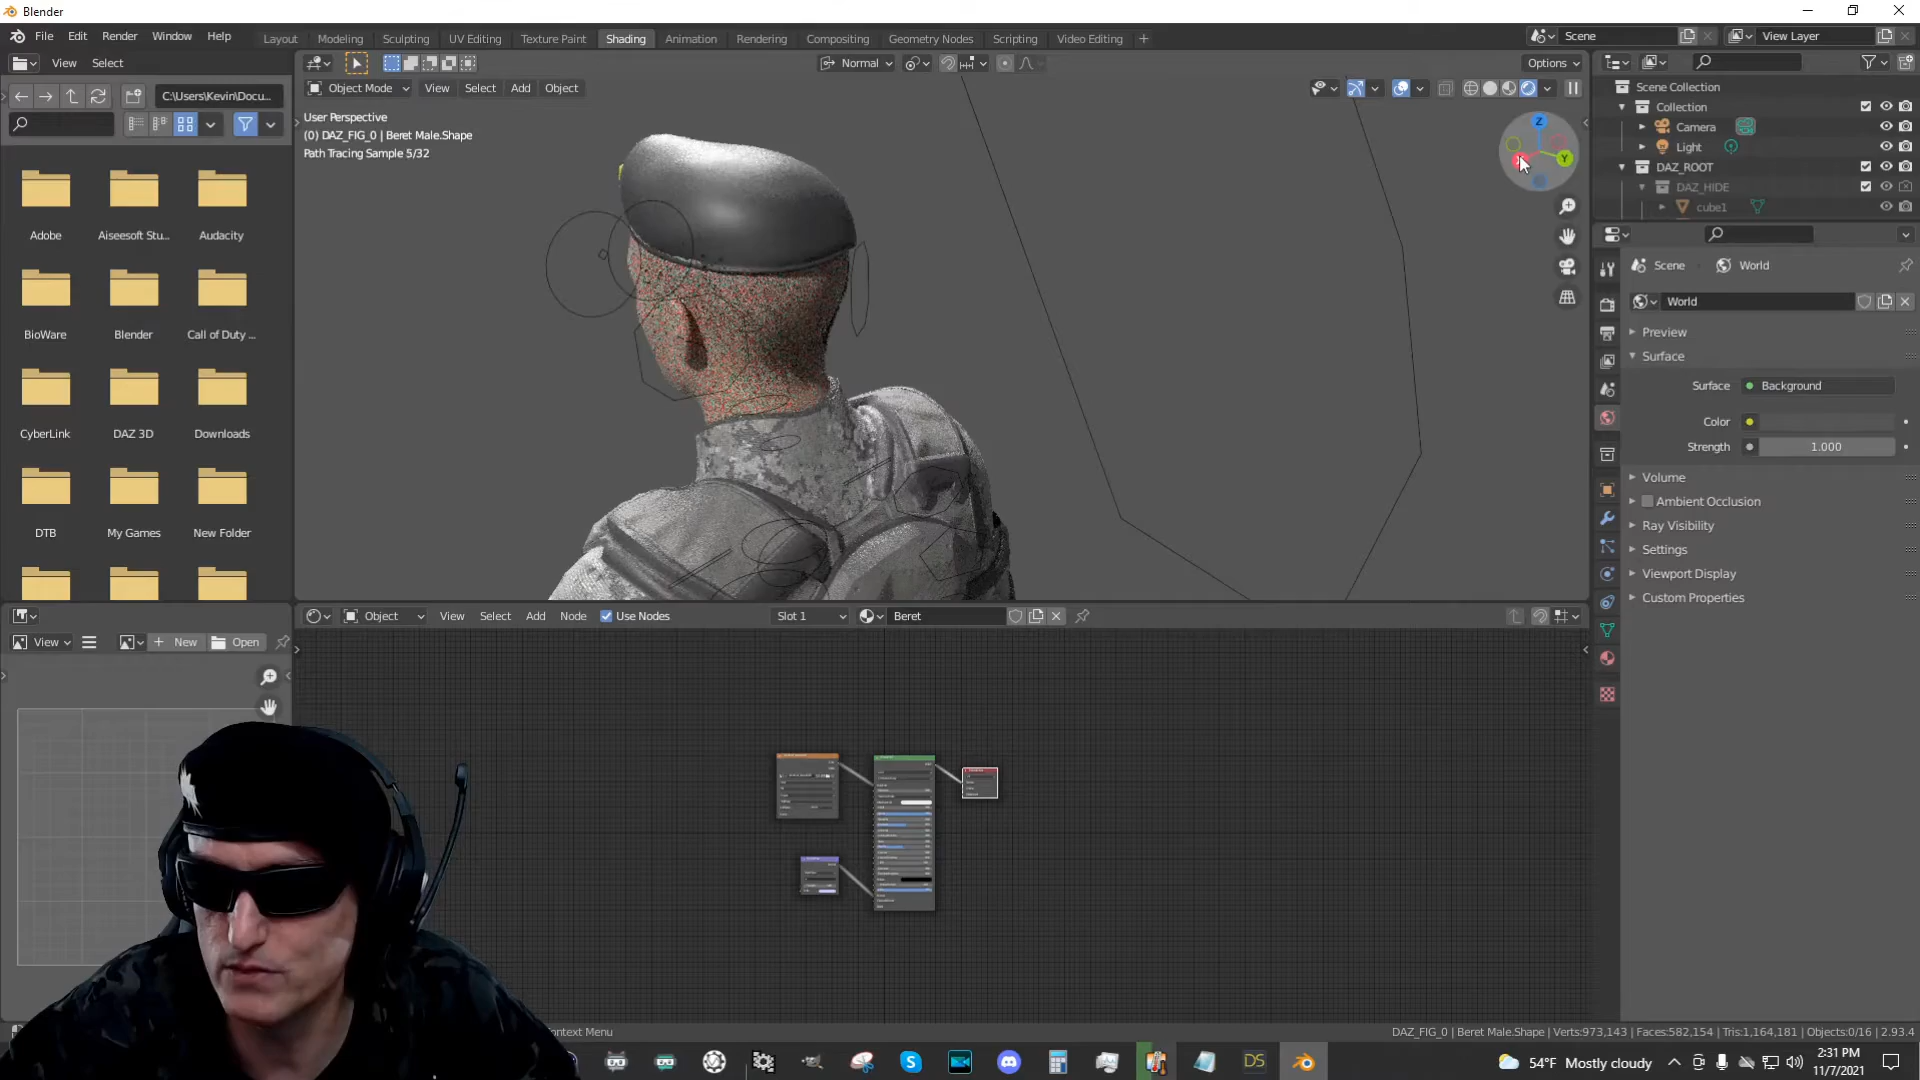 Blender
File Edit Render Window Help
Layout Modeling Sculpting UV Editing Texture Paint Shading Animation Rendering Compositing Geometry Nodes Scripting Video Editing +
Scene
View Layer
View Select
Normal
Options
C:\Users\Kevin\Docu...
Object Mode View Select Add Object
User Perspective
(0) DAZ_FIG_0 | Beret Male.Shape
Path Tracing Sample 5/32
Z
Y
Adobe Aiseesoft Stu... Audacity
BioWare Blender Call of Duty ...
CyberLink DAZ 3D Downloads
DTB My Games New Folder
Scene Collection
Collection
Camera
Light
DAZ_ROOT
DAZ_HIDE
cube1
Scene World
World
Preview
Surface
Surface Background
Color
Strength 1.000
Volume
Ambient Occlusion
Ray Visibility
Settings
Viewport Display
Custom Properties
Object View Select Add Node Use Nodes Slot 1 Beret
View New Open
ontext Menu
DAZ_FIG_0 | Beret Male.Shape | Verts:973,143 | Faces:582,154 | Tris:1,164,181 | Objects:0/16 | 2.93.4
DS
54°F Mostly cloudy
2:31 PM
11/7/2021